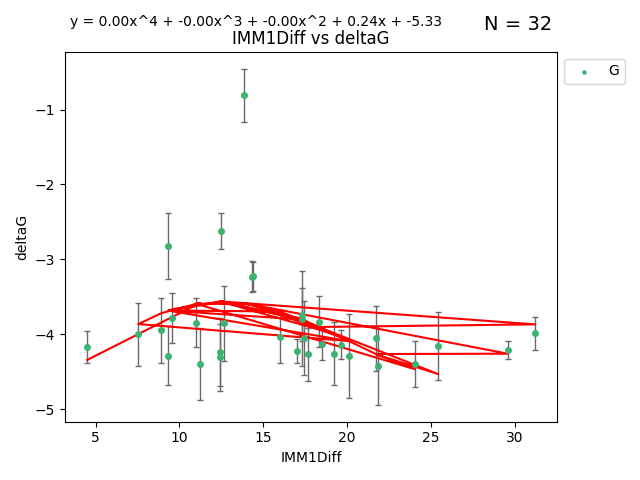 y = 0.00x^4 + -0.00x^3 + -0.00x^2 + 0.24x + -5.33
N = 32
IMM1Diff vs deltaG
G
deltaG
−1
−2
−3
−4
−5
5 10 15 20 25 30
IMM1Diff